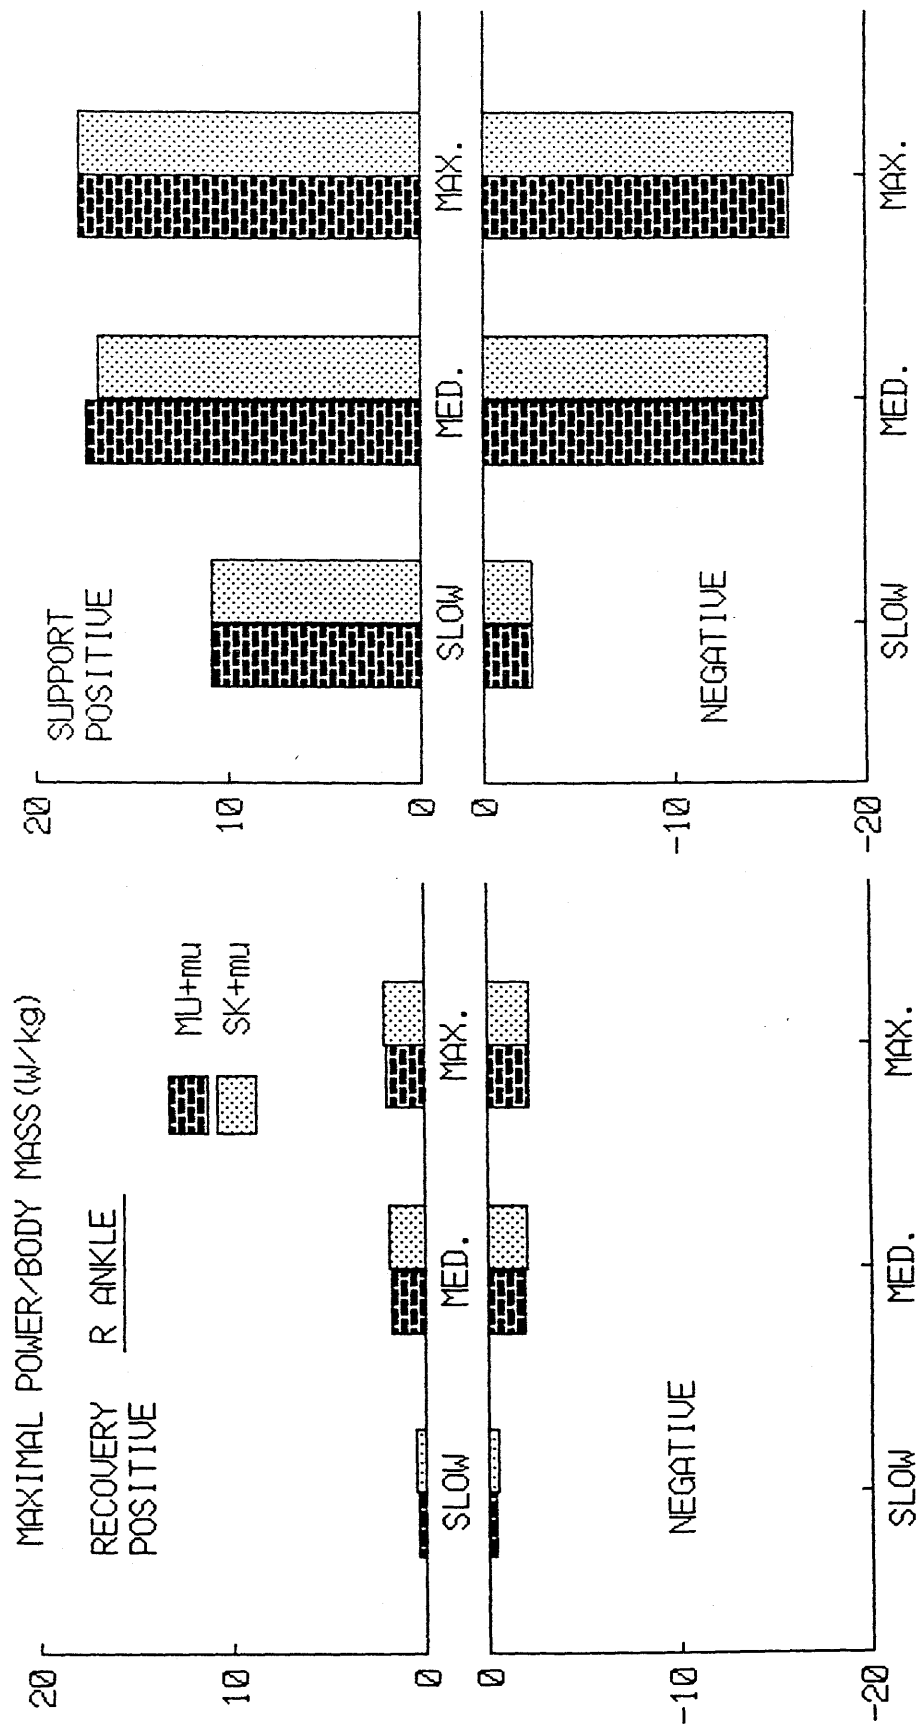 MAXIMAL POWER/BODY MASS(W/kg)
RECOVERY R ANKLE
POSITIVE
MU+mu
SK+mu
20
10
0
SLOW MED. MAX.
0
-10
-20
NEGATIVE
SLOW MED. MAX.
SUPPORT
POSITIVE
20
10
0
SLOW MED. MAX.
0
-10
-20
NEGATIVE
SLOW MED. MAX.